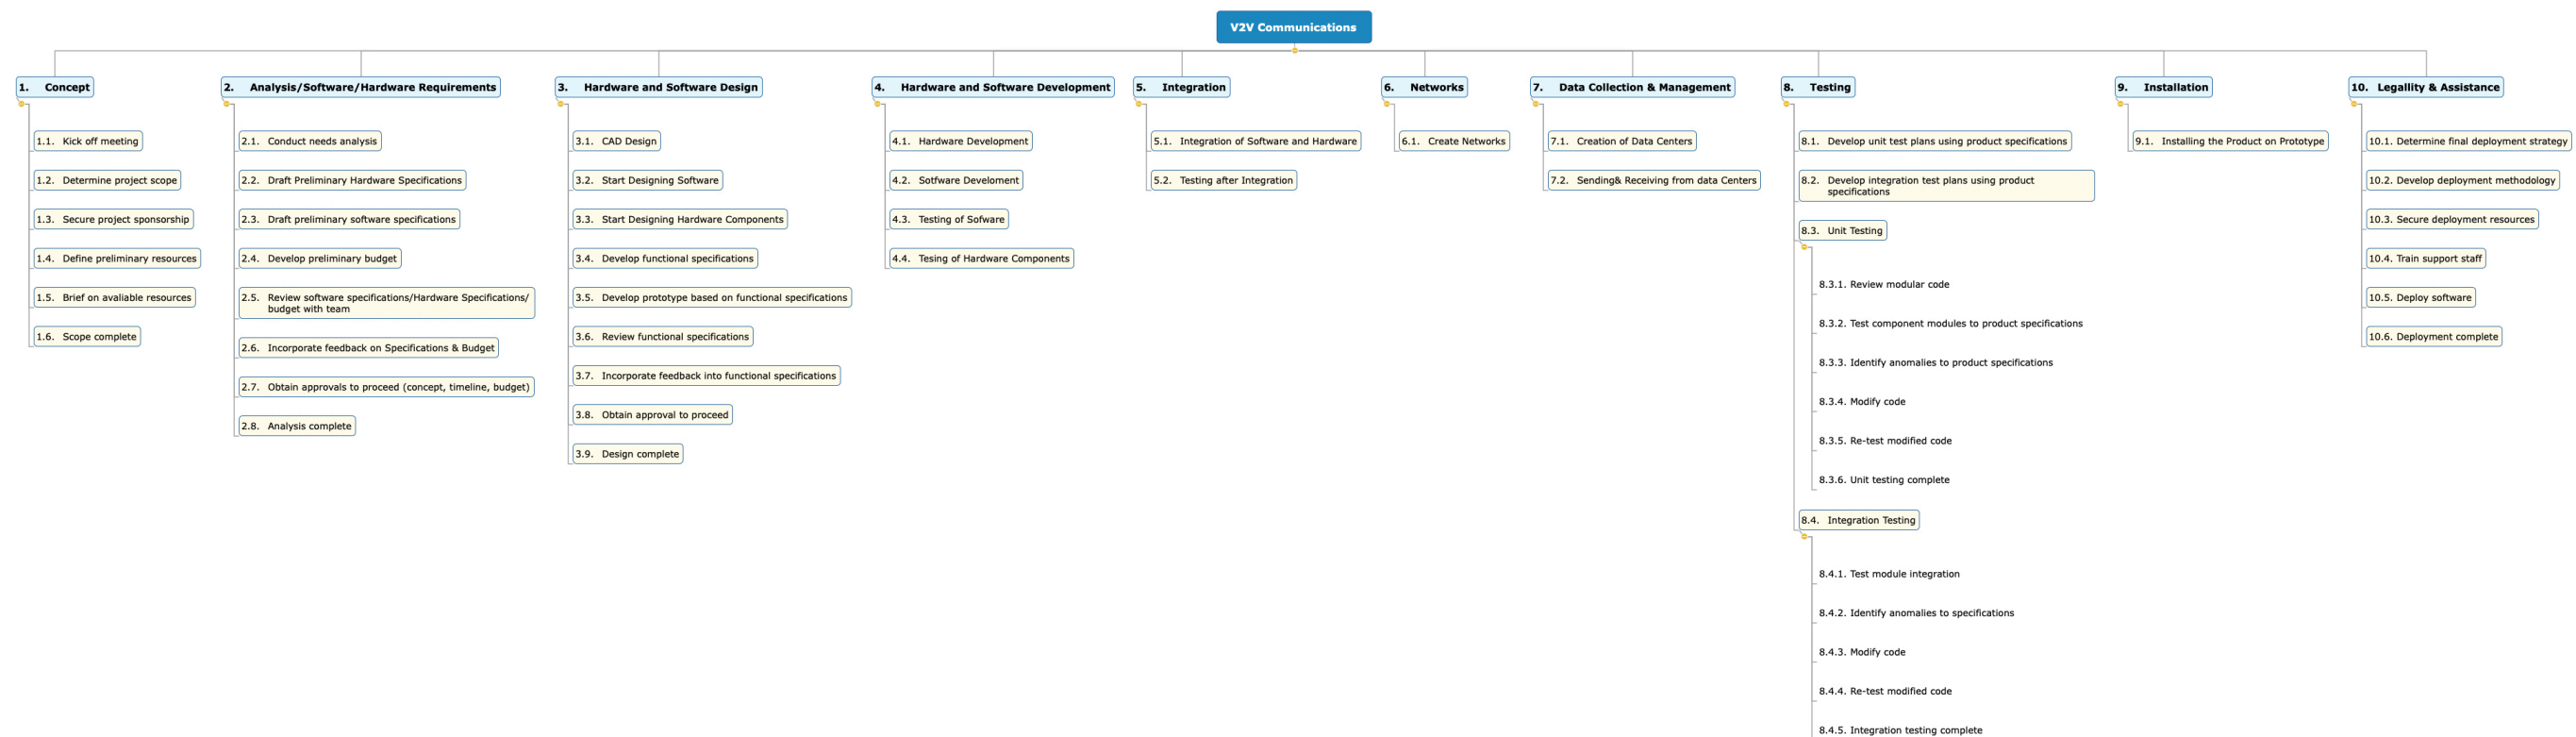 V2V Communications
1. Concept
1.1. Kick off meeting
1.2. Determine project scope
1.3. Secure project sponsorship
1.4. Define preliminary resources
1.5. Brief on avaliable resources
1.6. Scope complete
2. Analysis/Software/Hardware Requirements
2.1. Conduct needs analysis
2.2. Draft Preliminary Hardware Specifications
2.3. Draft preliminary software specifications
2.4. Develop preliminary budget
2.5. Review software specifications/Hardware Specifications/
budget with team
2.6. Incorporate feedback on Specifications & Budget
2.7. Obtain approvals to proceed (concept, timeline, budget)
2.8. Analysis complete
3. Hardware and Software Design
3.1. CAD Design
3.2. Start Designing Software
3.3. Start Designing Hardware Components
3.4. Develop functional specifications
3.5. Develop prototype based on functional specifications
3.6. Review functional specifications
3.7. Incorporate feedback into functional specifications
3.8. Obtain approval to proceed
3.9. Design complete
4. Hardware and Software Development
4.1. Hardware Development
4.2. Sotfware Develoment
4.3. Testing of Sofware
4.4. Tesing of Hardware Components
5. Integration
5.1. Integration of Software and Hardware
5.2. Testing after Integration
6. Networks
6.1. Create Networks
7. Data Collection & Management
7.1. Creation of Data Centers
7.2. Sending& Receiving from data Centers
8. Testing
8.1. Develop unit test plans using product specifications
8.2. Develop integration test plans using product
specifications
8.3. Unit Testing
8.3.1. Review modular code
8.3.2. Test component modules to product specifications
8.3.3. Identify anomalies to product specifications
8.3.4. Modify code
8.3.5. Re-test modified code
8.3.6. Unit testing complete
8.4. Integration Testing
8.4.1. Test module integration
8.4.2. Identify anomalies to specifications
8.4.3. Modify code
8.4.4. Re-test modified code
8.4.5. Integration testing complete
9. Installation
9.1. Installing the Product on Prototype
10. Legallity & Assistance
10.1. Determine final deployment strategy
10.2. Develop deployment methodology
10.3. Secure deployment resources
10.4. Train support staff
10.5. Deploy software
10.6. Deployment complete